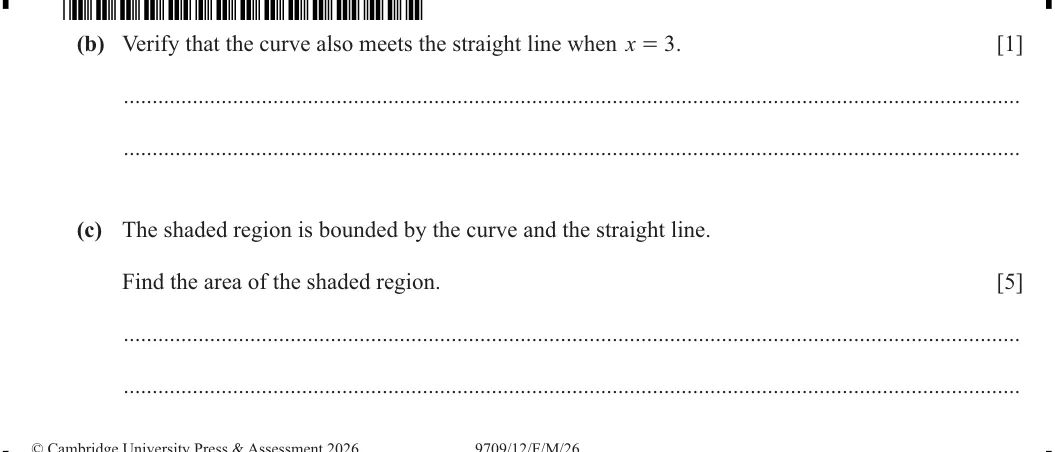 (b) Verify that the curve also meets the straight line when x = 3. [1]
(c) The shaded region is bounded by the curve and the straight line.
Find the area of the shaded region. [5]
© Cambridge University Press & Assessment 2026 9709/12/F/M/26